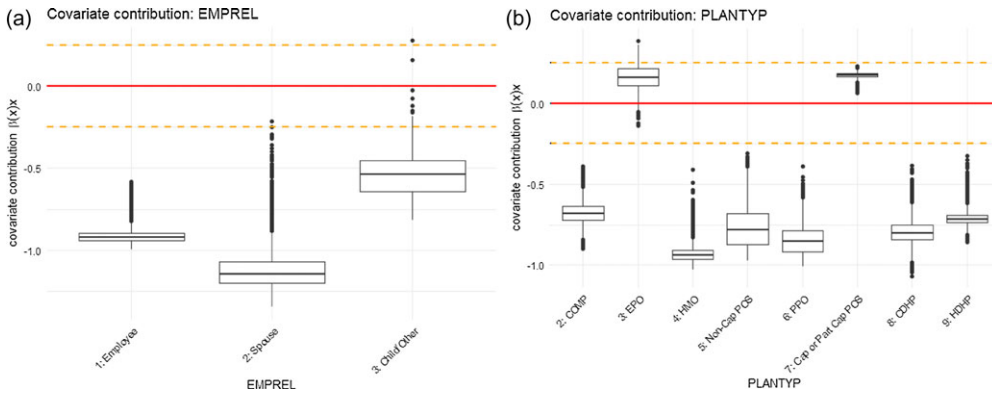 (a)
Covariate contribution: EMPREL
covariate contribution β(x)x
0.0
-0.5
-1.0
1: Employee
2: Spouse
3: Child/Other
EMPREL
(b)
Covariate contribution: PLANTYP
covariate contribution β(x)x
0.0
-0.5
-1.0
2: COMP
3: EPO
4: HMO
5: Non-Cap POS
6: PPO
7: Cap or Part Cap POS
8: CDHP
9: HDHP
PLANTYP